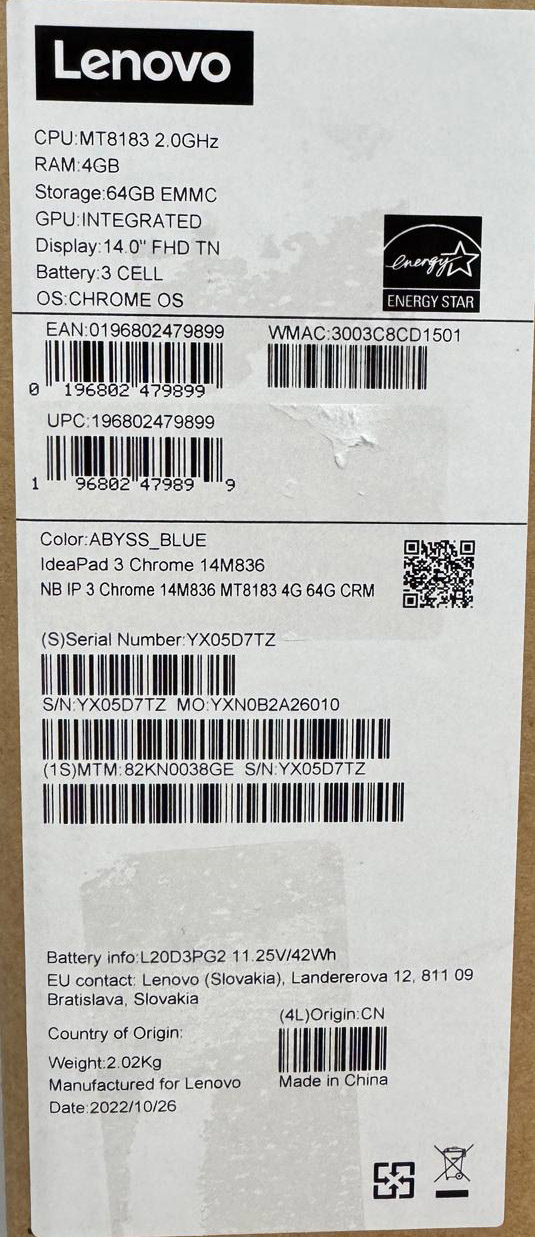 Lenovo
CPU:MT8183 2.0GHz
RAM:4GB
Storage:64GB EMMC
GPU:INTEGRATED
Display:14.0" FHD TN
Battery:3 CELL
OS:CHROME OS
energy
ENERGY STAR
EAN:0196802479899
WMAC:3003C8CD1501
0 196802 479899
UPC:196802479899
1 96802 47989 9
Color:ABYSS_BLUE
IdeaPad 3 Chrome 14M836
NB IP 3 Chrome 14M836 MT8183 4G 64G CRM
(S)Serial Number:YX05D7TZ
S/N:YX05D7TZ MO:YXN0B2A26010
(1S)MTM:82KN0038GE S/N:YX05D7TZ
Battery info:L20D3PG2 11.25V/42Wh
EU contact: Lenovo (Slovakia), Landererova 12, 811 09
Bratislava, Slovakia
(4L)Origin:CN
Country of Origin:
Weight:2.02Kg
Manufactured for Lenovo
Made in China
Date:2022/10/26